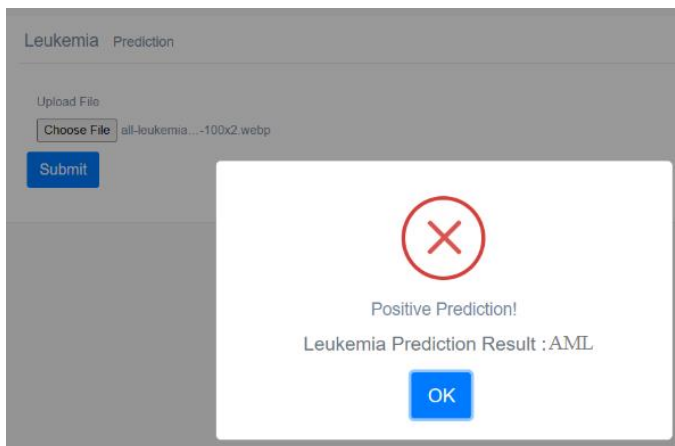 Leukemia Prediction
Upload File
Choose File all-leukemia...-100x2.webp
Submit
Positive Prediction!
Leukemia Prediction Result : AML
OK